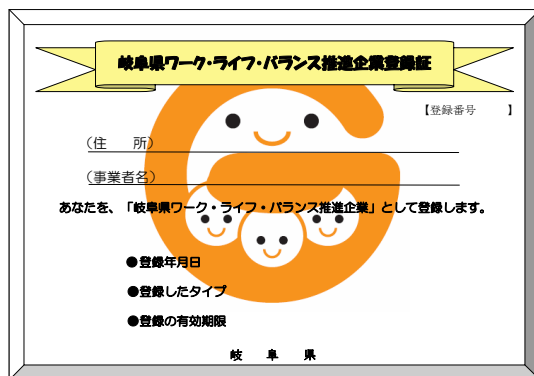 岐阜県ワーク・ライフ・バランス推進企業登録証
【登録番号　　　】
（住　　所）
（事業者名）
あなたを、「岐阜県ワーク・ライフ・バランス推進企業」として登録します。
●登録年月日
●登録したタイプ
●登録の有効期限
岐　阜　県